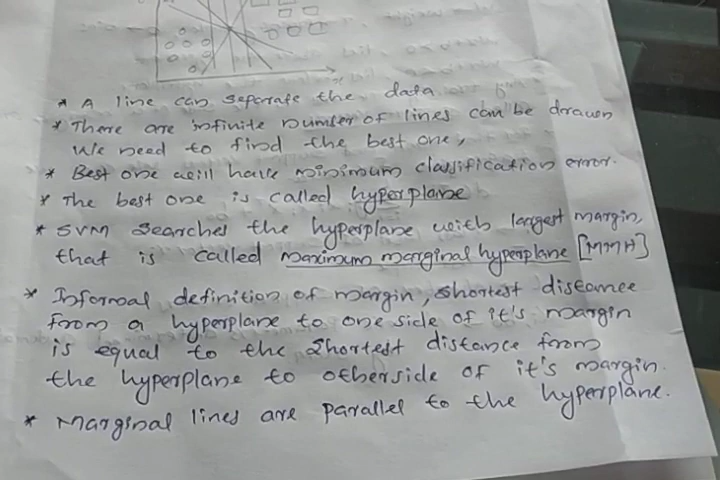 x
* A line can separate the data
* There are infinite number of lines can be drawn
We need to find the best one,
* Best one will have minimum classification error.
* The best one is called hyperplane
* SVM Searches the hyperplane with largest margin,
that is called maximum marginal hyperplane [MMH]
* Informal definition of margin, Shortest distance
from a hyperplane to one side of it's margin
is equal to the Shortest distance from
the hyperplane to otherside of it's margin.
* Marginal lines are parallel to the hyperplane.